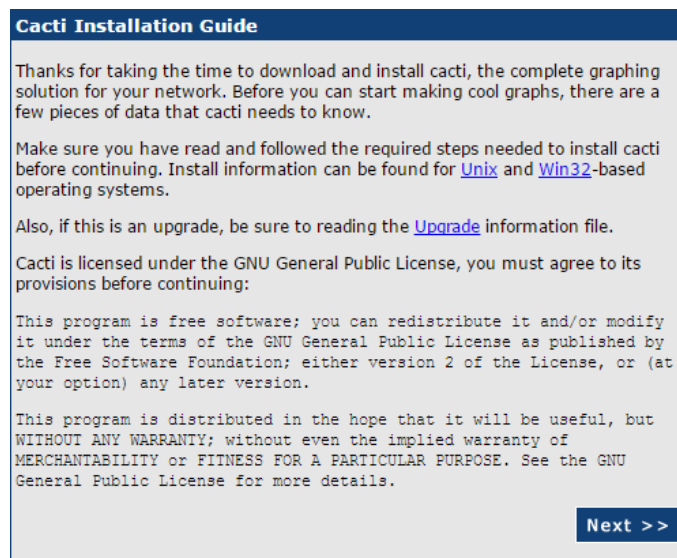 Cacti Installation Guide
Thanks for taking the time to download and install cacti, the complete graphing
solution for your network. Before you can start making cool graphs, there are a
few pieces of data that cacti needs to know.
Make sure you have read and followed the required steps needed to install cacti
before continuing. Install information can be found for Unix and Win32-based
operating systems.
Also, if this is an upgrade, be sure to reading the Upgrade information file.
Cacti is licensed under the GNU General Public License, you must agree to its
provisions before continuing:
This program is free software; you can redistribute it and/or modify
it under the terms of the GNU General Public License as published by
the Free Software Foundation; either version 2 of the License, or (at
your option) any later version.
This program is distributed in the hope that it will be useful, but
WITHOUT ANY WARRANTY; without even the implied warranty of
MERCHANTABILITY or FITNESS FOR A PARTICULAR PURPOSE. See the GNU
General Public License for more details.
Next >>